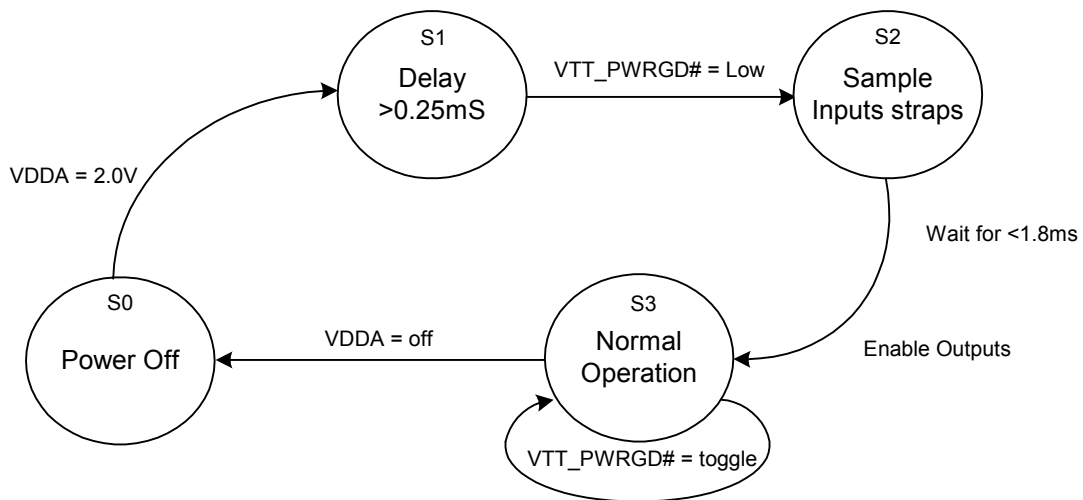 S1
Delay
>0.25mS
VTT_PWRGD# = Low
S2
Sample
Inputs straps
VDDA = 2.0V
Wait for <1.8ms
S0
Power Off
VDDA = off
S3
Normal
Operation
Enable Outputs
VTT_PWRGD# = toggle